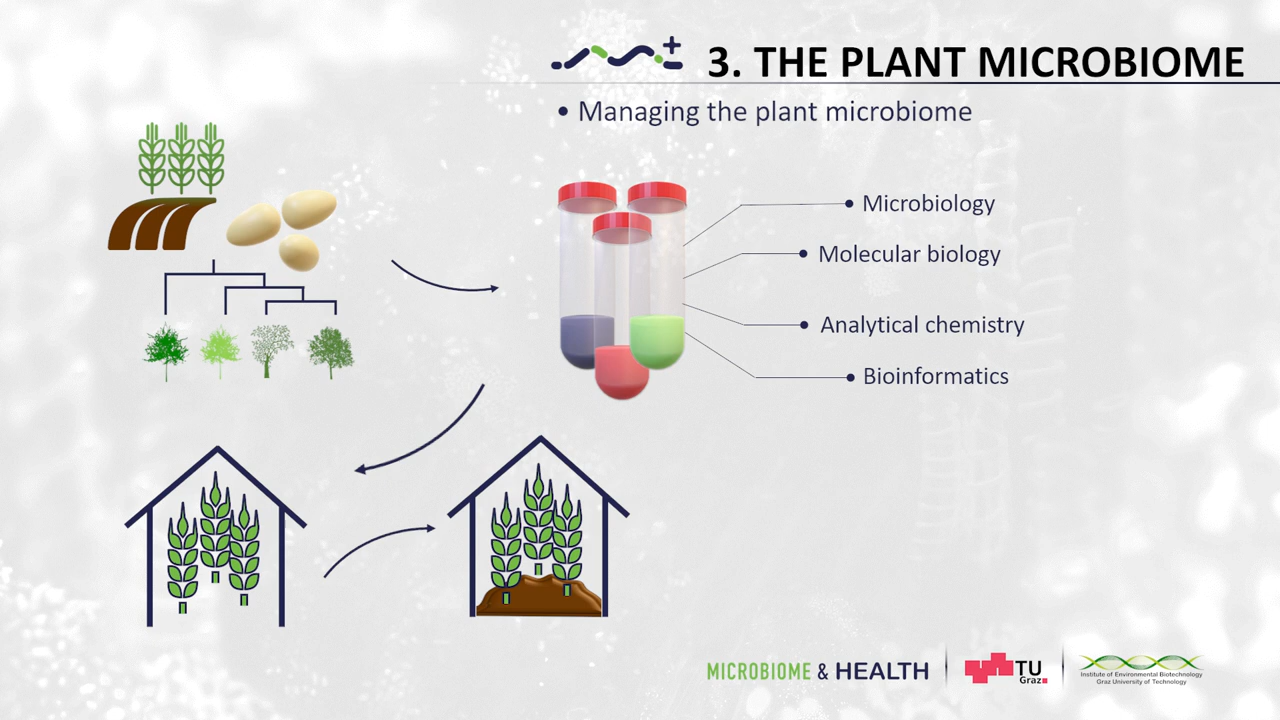 3. THE PLANT MICROBIOME
• Managing the plant microbiome
Microbiology
Molecular biology
Analytical chemistry
Bioinformatics
MICROBIOME & HEALTH
TU
Graz
Institute of Environmental Biotechnology
Graz University of Technology